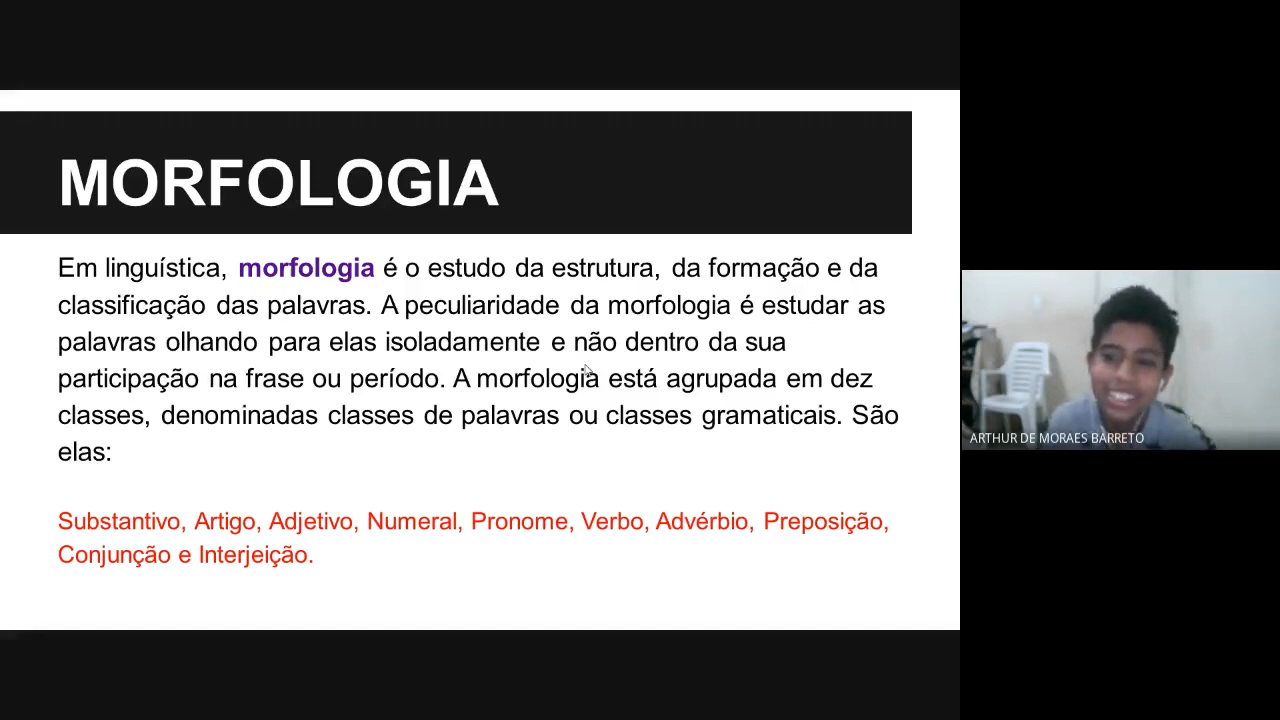 MORFOLOGIA
Em linguística, morfologia é o estudo da estrutura, da formação e da
classificação das palavras. A peculiaridade da morfologia é estudar as
palavras olhando para elas isoladamente e não dentro da sua
participação na frase ou período. A morfologia está agrupada em dez
classes, denominadas classes de palavras ou classes gramaticais. São
elas:
Substantivo, Artigo, Adjetivo, Numeral, Pronome, Verbo, Advérbio, Preposição,
Conjunção e Interjeição.
ARTHUR DE MORAES BARRETO